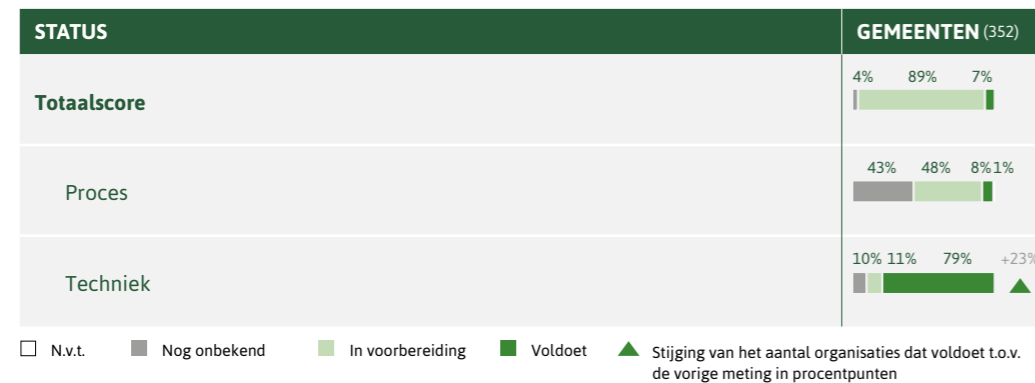 STATUS GEMEENTEN (352)
4% 89% 7%
Totaalscore
43% 48% 8% 1%
Proces
10% 11% 79% +23%
Techniek
N.v.t. Nog onbekend In voorbereiding Voldoet Stijging van het aantal organisaties dat voldoet t.o.v.
de vorige meting in procentpunten